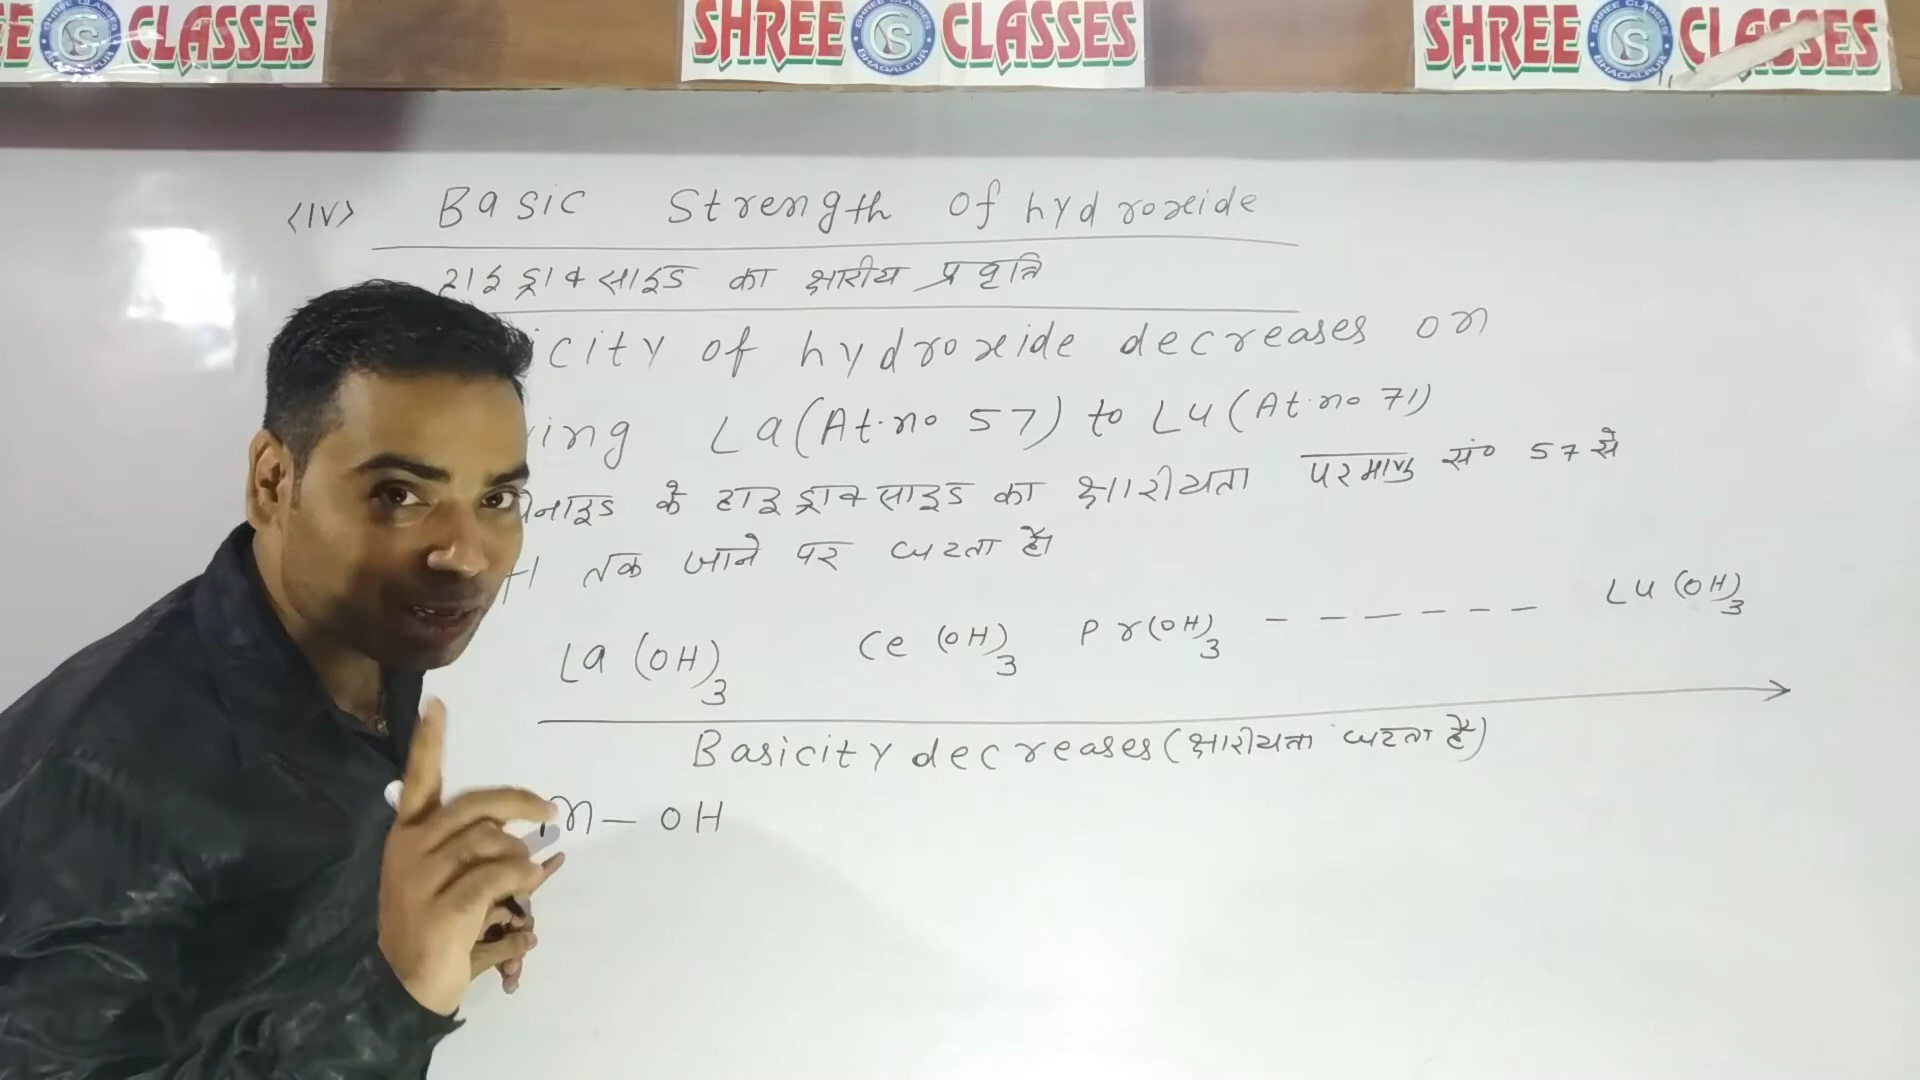 CLASSES SHREE CLASSES SHREE CLASSES
<IV> Basic Strength of hydroxide
हाइड्राक्साइड का क्षारीय प्रवृत्ति
icity of hydroxide decreases on
ing La(At.no 57) to Lu(At.no 71)
नाइड के हाइड्राक्साइड का क्षारीयता परमाणु सं० 57 से
तक जाने पर घटता है।
La(OH)3 Ce(OH)3 Pr(OH)3 ------ Lu(OH)3
Basicity decreases (क्षारीयता घटता है)
M-OH